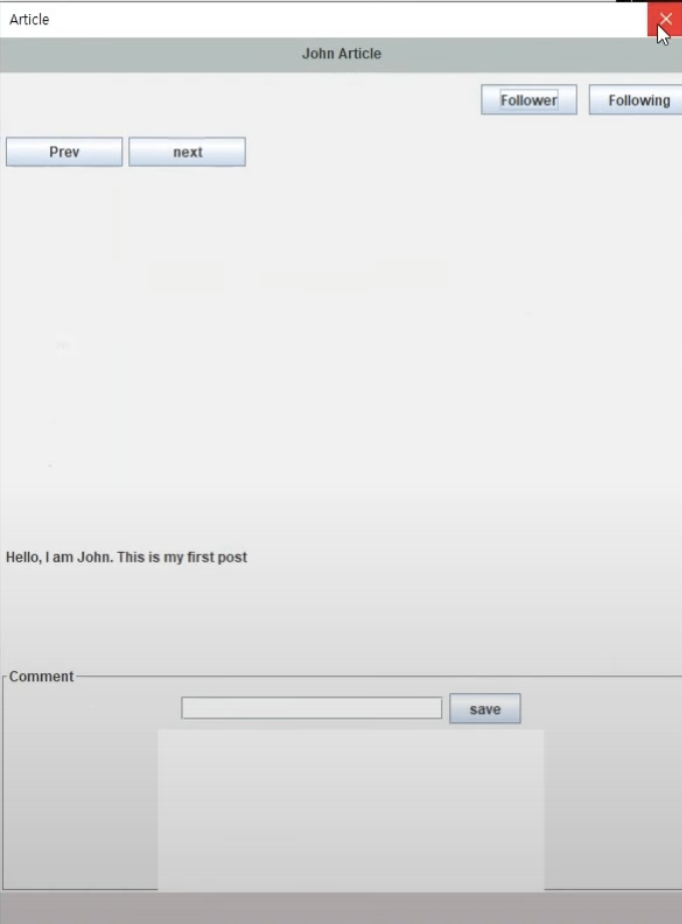 Article
John Article
Follower Following
Prev next
Hello, I am John. This is my first post
Comment
save